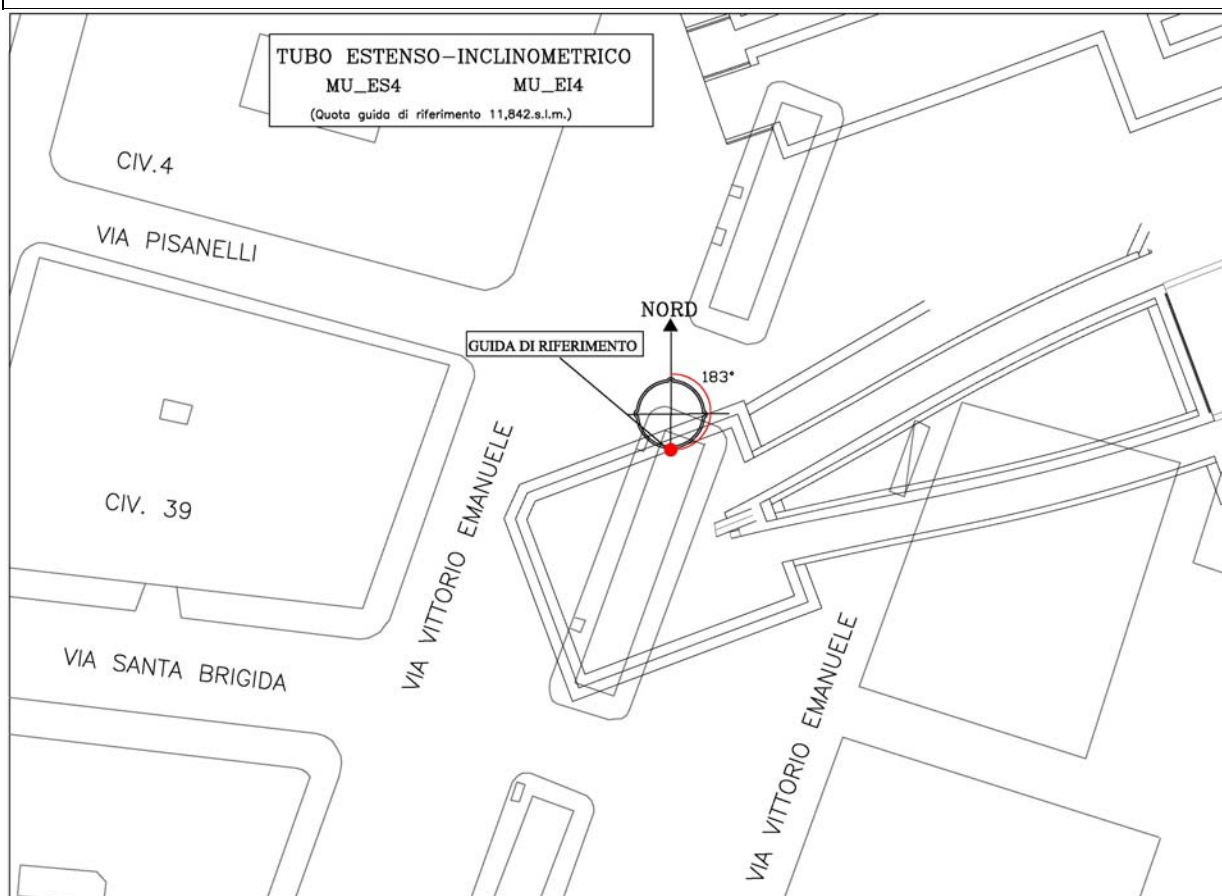 TUBO ESTENSO-INCLINOMETRICO
MU_ES4 MU_EI4
(Quota guida di riferimento 11,842.s.l.m.)
CIV.4
VIA PISANELLI
NORD
GUIDA DI RIFERIMENTO
183°
CIV. 39
VIA VITTORIO EMANUELE
VIA SANTA BRIGIDA
VIA VITTORIO EMANUELE